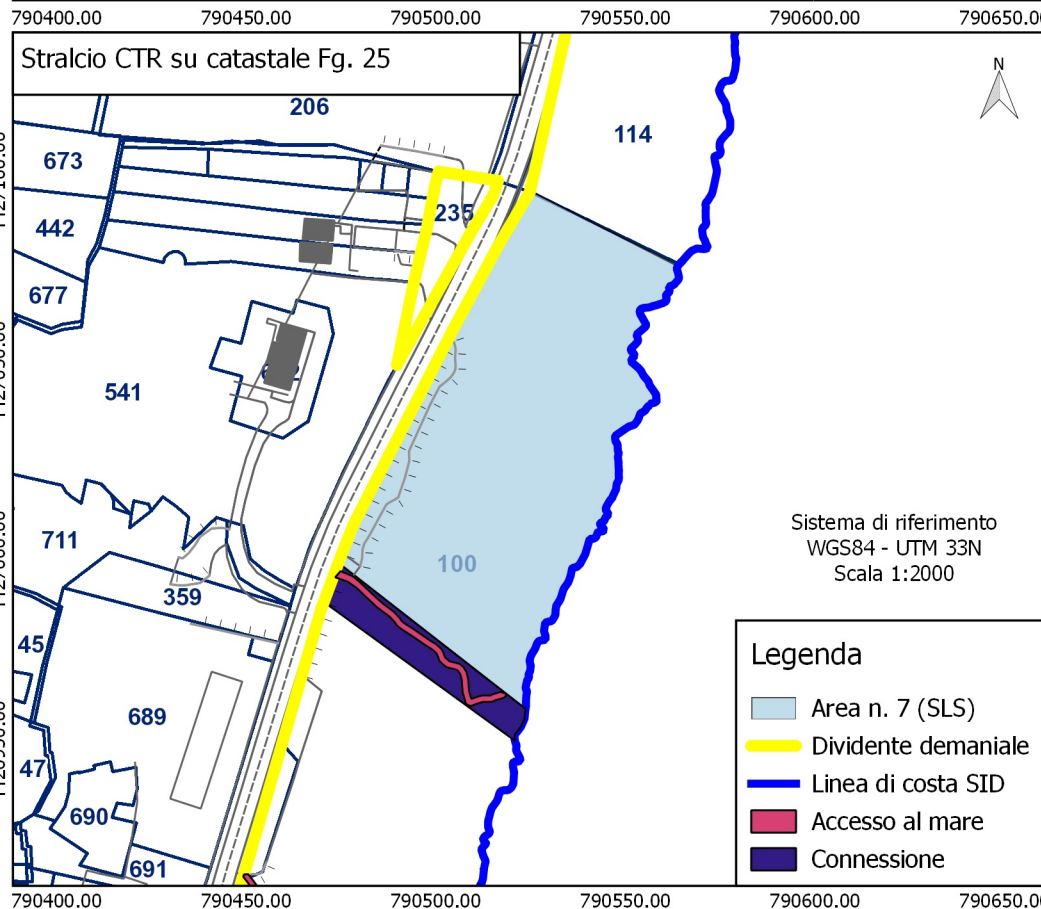 790400.00 790450.00 790500.00 790550.00 790600.00 790650.00
Stralcio CTR su catastale Fg. 25
N
206
114
673
235
442
677
541
711
100
359
45
689
47
690
691
Sistema di riferimento
WGS84 - UTM 33N
Scala 1:2000
Legenda
Area n. 7 (SLS)
Dividente demaniale
Linea di costa SID
Accesso al mare
Connessione
790400.00 790450.00 790500.00 790550.00 790600.00 790650.00